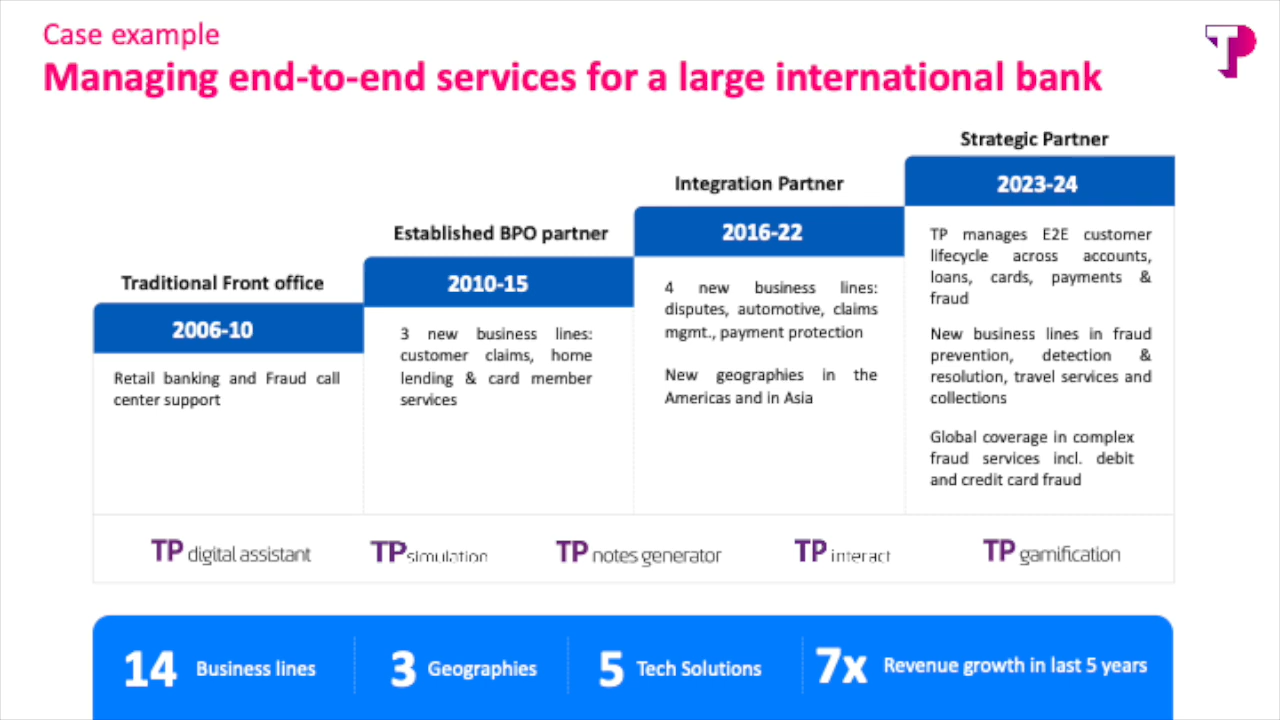 Case example
Managing end-to-end services for a large international bank
TP
Strategic Partner
2023-24
TP manages E2E customer
lifecycle across accounts,
loans, cards, payments &
fraud
New business lines in fraud
prevention, detection &
resolution, travel services and
collections
Global coverage in complex
fraud services incl. debit
and credit card fraud
Integration Partner
2016-22
4 new business lines:
disputes, automotive, claims
mgmt., payment protection
New geographies in the
Americas and in Asia
Established BPO partner
2010-15
3 new business lines:
customer claims, home
lending & card member
services
Traditional Front office
2006-10
Retail banking and Fraud call
center support
TP digital assistant
TP simulation
TP notes generator
TP interact
TP gamification
14 Business lines
3 Geographies
5 Tech Solutions
7x Revenue growth in last 5 years